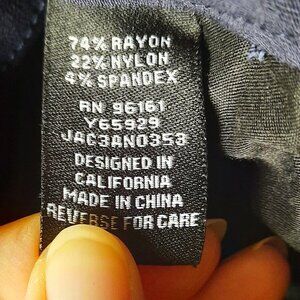 74% RAYON
22% NYLON
4% SPANDEX
RN 96161
Y65929
JAC3AN0353
DESIGNED IN
CALIFORNIA
MADE IN CHINA
REVERSE FOR CARE